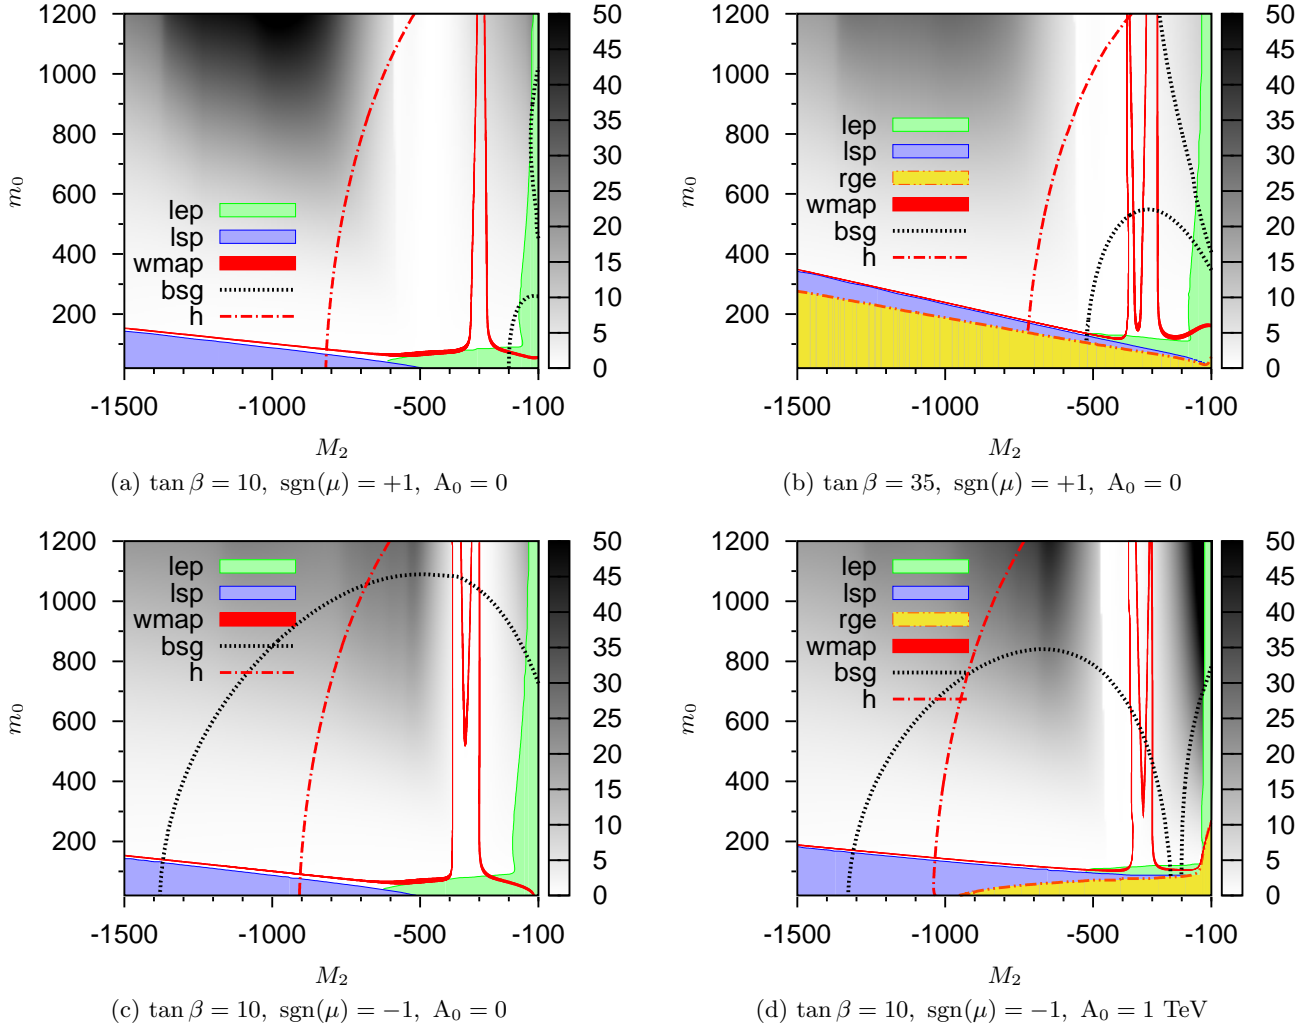 1200
1000
800
600
400
200
m₀
lep
lsp
wmap
bsg
h
-1500 -1000 -500 -100
M₂
50
45
40
35
30
25
20
15
10
5
0
(a) tan β = 10, sgn(μ) = +1, A₀ = 0
1200
1000
800
600
400
200
m₀
lep
lsp
rge
wmap
bsg
h
-1500 -1000 -500 -100
M₂
50
45
40
35
30
25
20
15
10
5
0
(b) tan β = 35, sgn(μ) = +1, A₀ = 0
1200
1000
800
600
400
200
m₀
lep
lsp
wmap
bsg
h
-1500 -1000 -500 -100
M₂
50
45
40
35
30
25
20
15
10
5
0
(c) tan β = 10, sgn(μ) = −1, A₀ = 0
1200
1000
800
600
400
200
m₀
lep
lsp
rge
wmap
bsg
h
-1500 -1000 -500 -100
M₂
50
45
40
35
30
25
20
15
10
5
0
(d) tan β = 10, sgn(μ) = −1, A₀ = 1 TeV